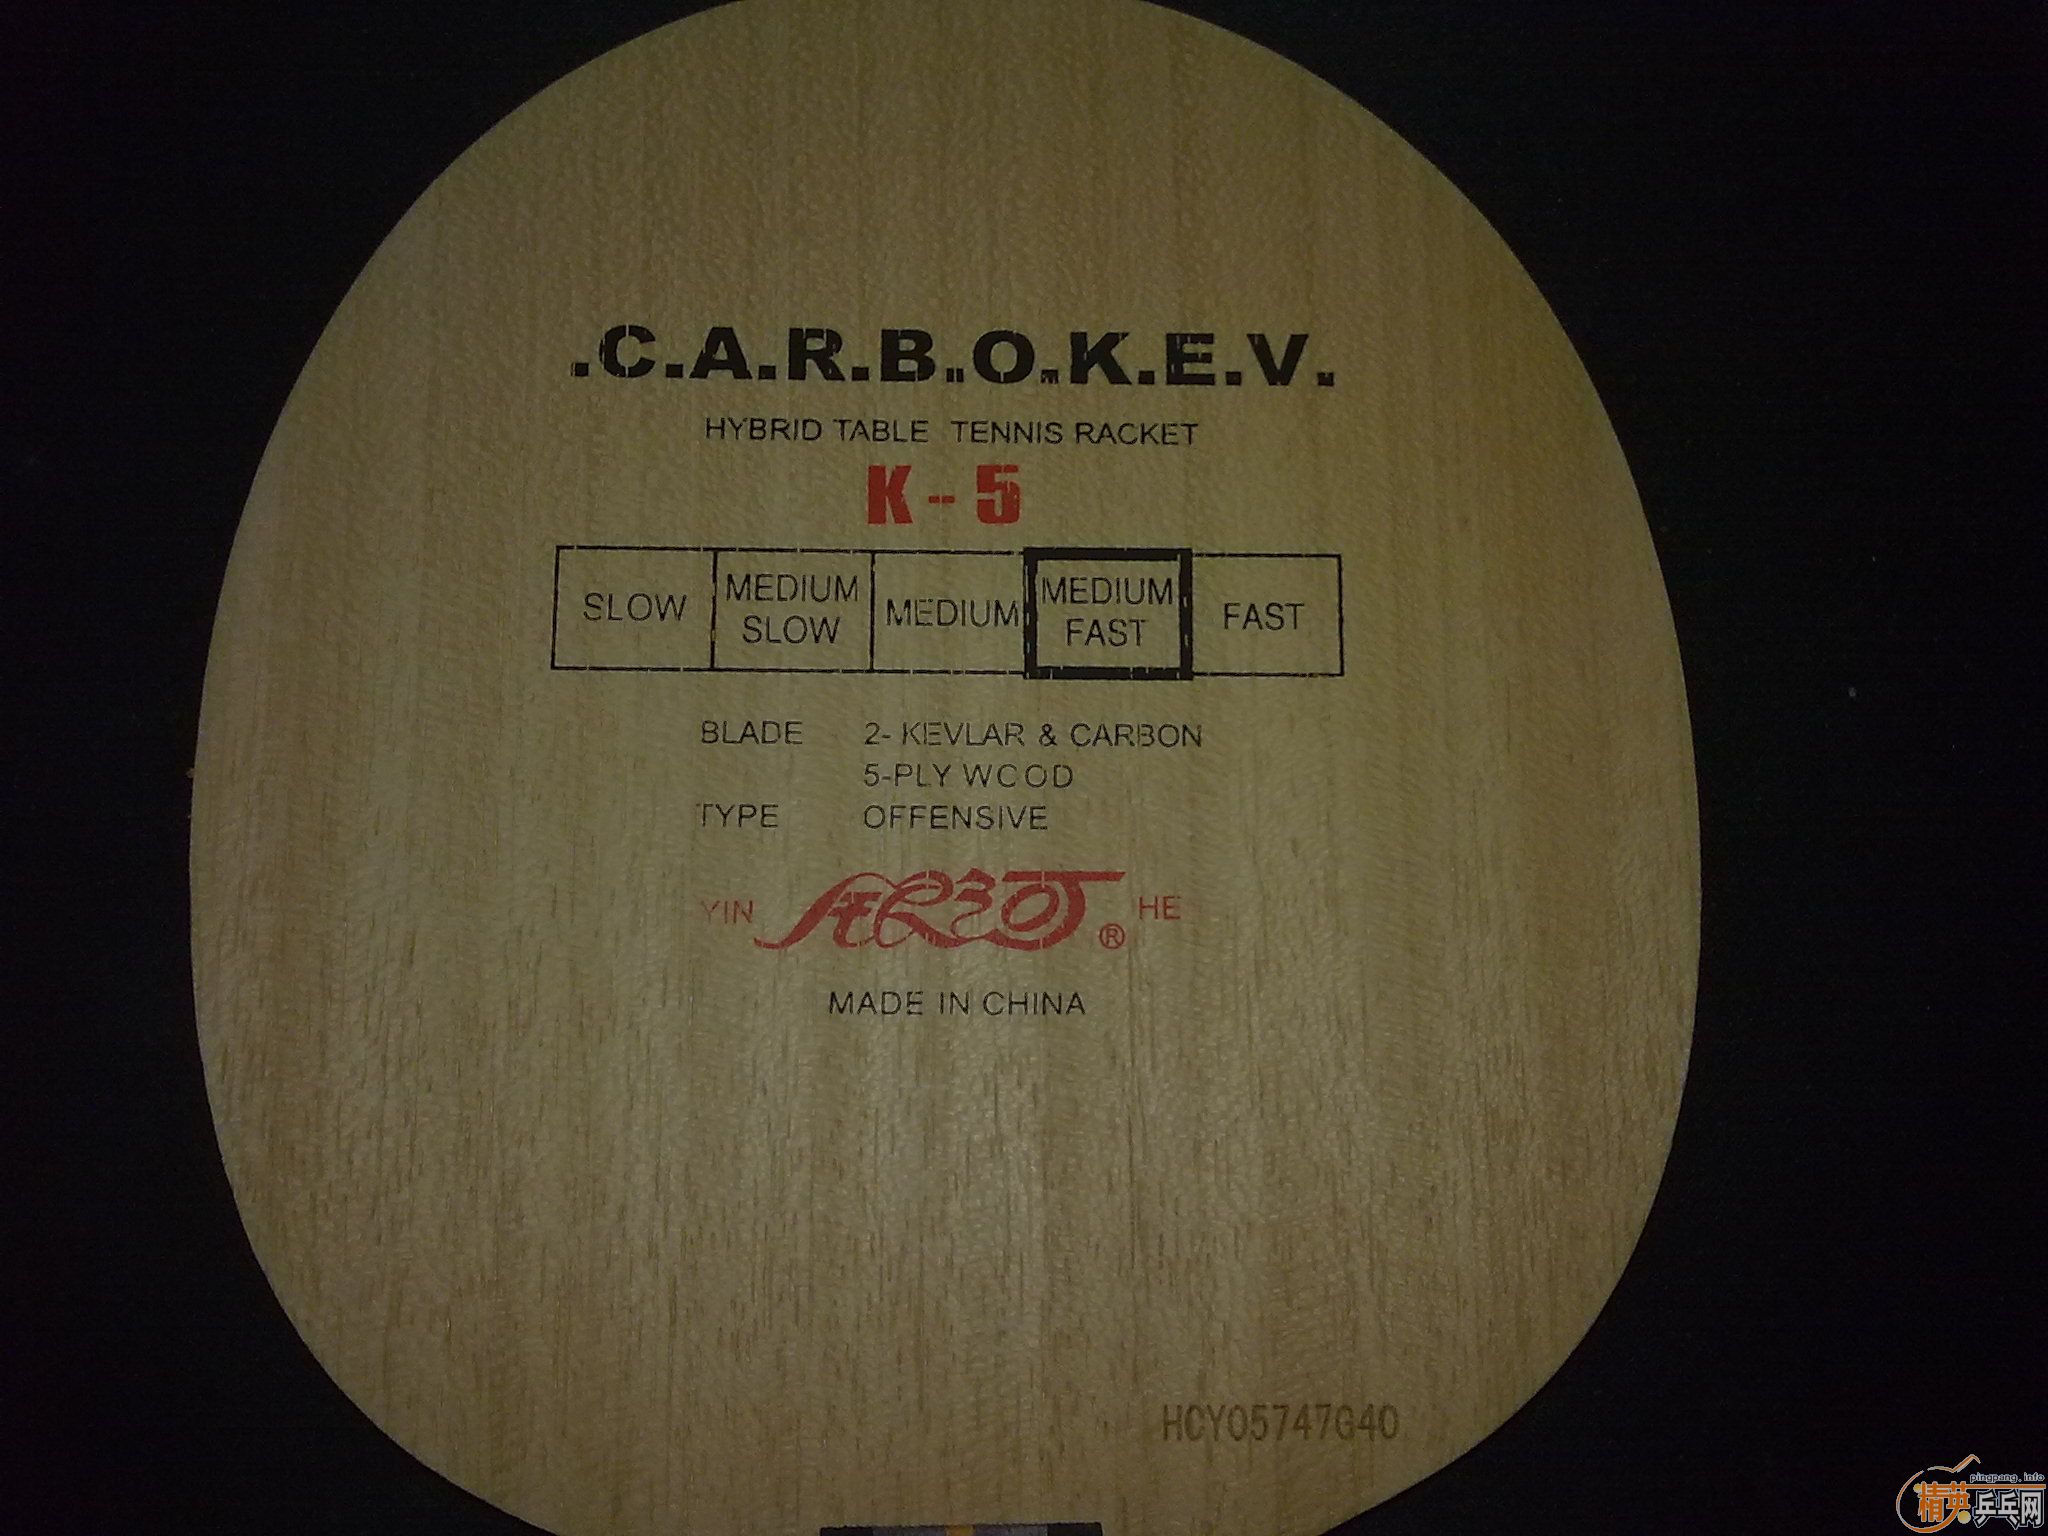 .C.A.R.B.O.K.E.V.
HYBRID TABLE TENNIS RACKET
K-5
SLOW
MEDIUM SLOW
MEDIUM
MEDIUM FAST
FAST
BLADE 2- KEVLAR & CARBON
5-PLY WOOD
TYPE OFFENSIVE
YIN ® HE
MADE IN CHINA
HCY05747G40
pingpang.info
精英乒乓网